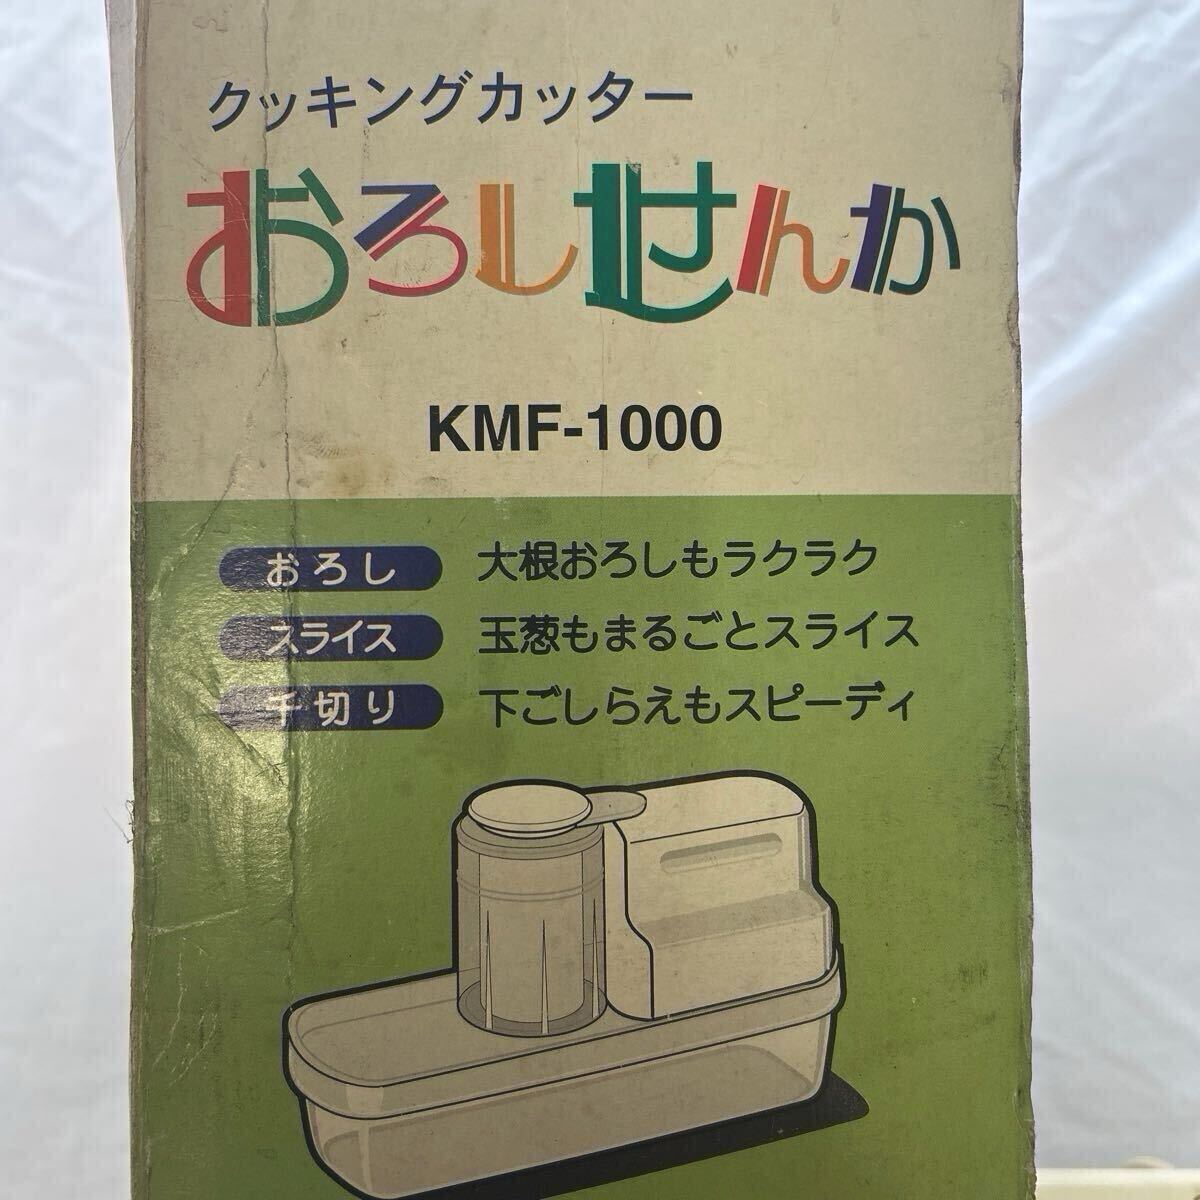 クッキングカッター
おろしせんか
KMF-1000
おろし 大根おろしもラクラク
スライス 玉葱もまるごとスライス
千切り 下ごしらえもスピーディ